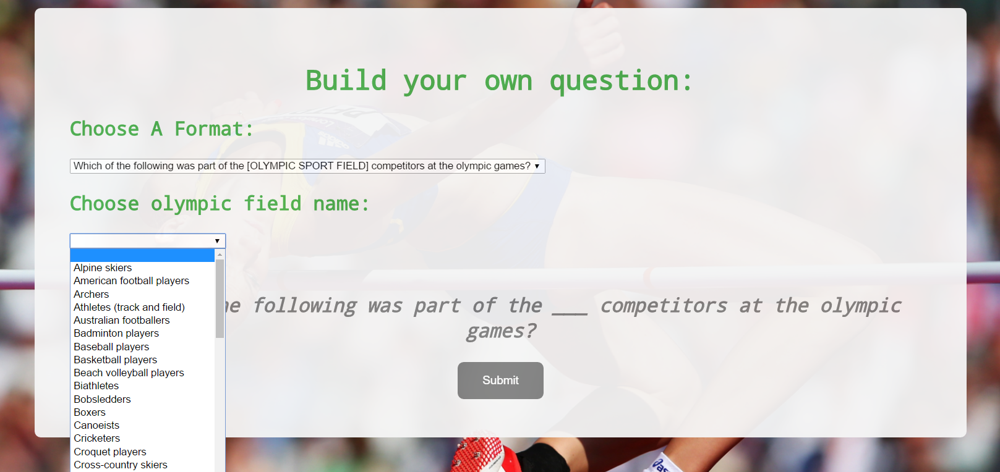 Build your own question:
Choose A Format:
Which of the following was part of the [OLYMPIC SPORT FIELD] competitors at the olympic games? ▼
Choose olympic field name:
▼
Alpine skiers
American football players
Archers
Athletes (track and field)
Australian footballers
Badminton players
Baseball players
Basketball players
Beach volleyball players
Biathletes
Bobsledders
Boxers
Canoeists
Cricketers
Croquet players
Cross-country skiers
following was part of the ___ competitors at the olympic
games?
Submit
asics